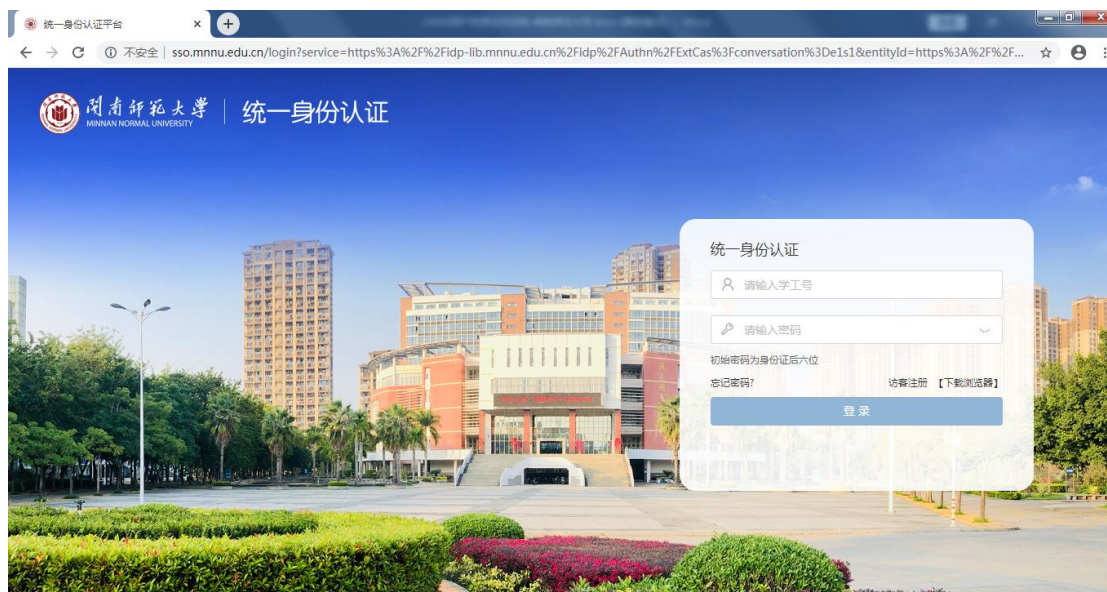 统一身份认证平台
不安全 | sso.mnnu.edu.cn/login?service=https%3A%2F%2Fidp-lib.mnnu.edu.cn%2Fidp%2FAuthn%2FExtCas%3Fconversation%3De1s1&entityId=https%3A%2F%2F...
闽南师范大学 | 统一身份认证
MINNAN NORMAL UNIVERSITY
统一身份认证
请输入学工号
请输入密码
初始密码为身份证后六位
忘记密码? 访客注册 【下载浏览器】
登录